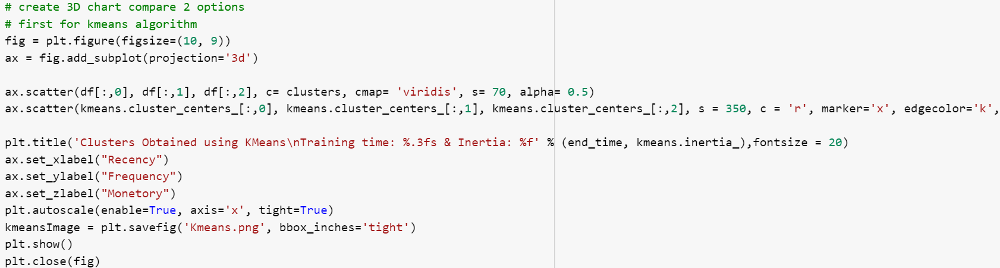 # create 3D chart compare 2 options
# first for kmeans algorithm
fig = plt.figure(figsize=(10, 9))
ax = fig.add_subplot(projection='3d')
ax.scatter(df[:,0], df[:,1], df[:,2], c= clusters, cmap= 'viridis', s= 70, alpha= 0.5)
ax.scatter(kmeans.cluster_centers_[:,0], kmeans.cluster_centers_[:,1], kmeans.cluster_centers_[:,2], s = 350, c = 'r', marker='x', edgecolor='k',
plt.title('Clusters Obtained using KMeans\nTraining time: %.3fs & Inertia: %f' % (end_time, kmeans.inertia_),fontsize = 20)
ax.set_xlabel("Recency")
ax.set_ylabel("Frequency")
ax.set_zlabel("Monetory")
plt.autoscale(enable=True, axis='x', tight=True)
kmeansImage = plt.savefig('Kmeans.png', bbox_inches='tight')
plt.show()
plt.close(fig)